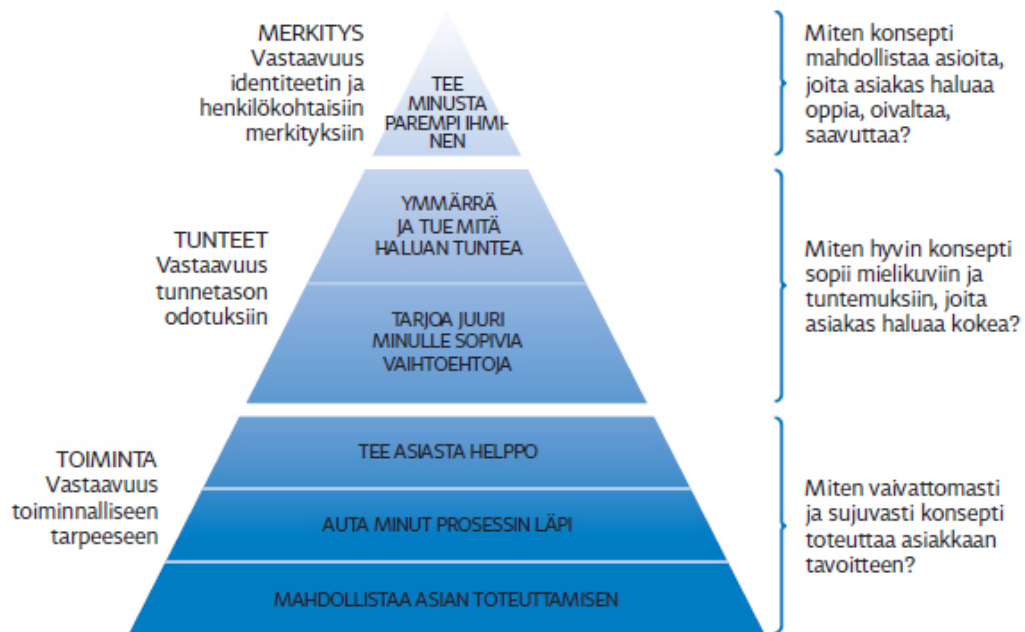 MERKITYS
Vastaavuus
identiteetin ja
henkilökohtaisiin
merkityksiin
TEE
MINUSTA
PAREMPI IHMI-
NEN
Miten konsepti
mahdollistaa asioita,
joita asiakas haluaa
oppia, oivaltaa,
saavuttaa?
TUNTEET
Vastaavuus
tunnetason
odotuksiin
YMMÄRRÄ
JA TUE MITÄ
HALUAN TUNTEA
TARJOA JUURI
MINULLE SOPIVIA
VAIHTOEHTOJA
Miten hyvin konsepti
sopii mielikuviin ja
tuntemuksiin, joita
asiakas haluaa kokea?
TOIMINTA
Vastaavuus
toiminnalliseen
tarpeeseen
TEE ASIASTA HELPPO
AUTA MINUT PROSESSIN LÄPI
MAHDOLLISTAA ASIAN TOTEUTTAMISEN
Miten vaivattomasti
ja sujuvasti konsepti
toteuttaa asiakkaan
tavoitteen?